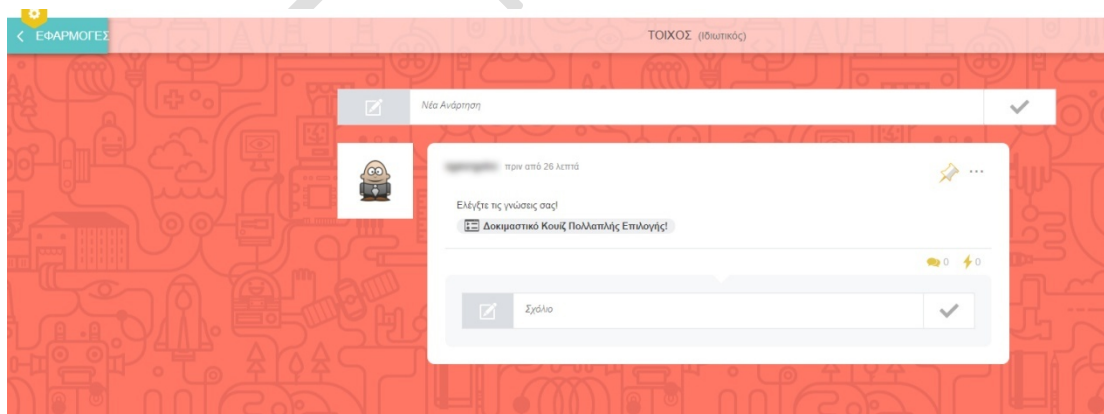 ΕΦΑΡΜΟΓΕΣ
ΤΟΙΧΟΣ (Ιδιωτικός)
Νέα Ανάρτηση
πριν από 26 λεπτά
Ελέγξτε τις γνώσεις σας!
Δοκιμαστικό Κουίζ Πολλαπλής Επιλογής!
0 0
Σχόλιο